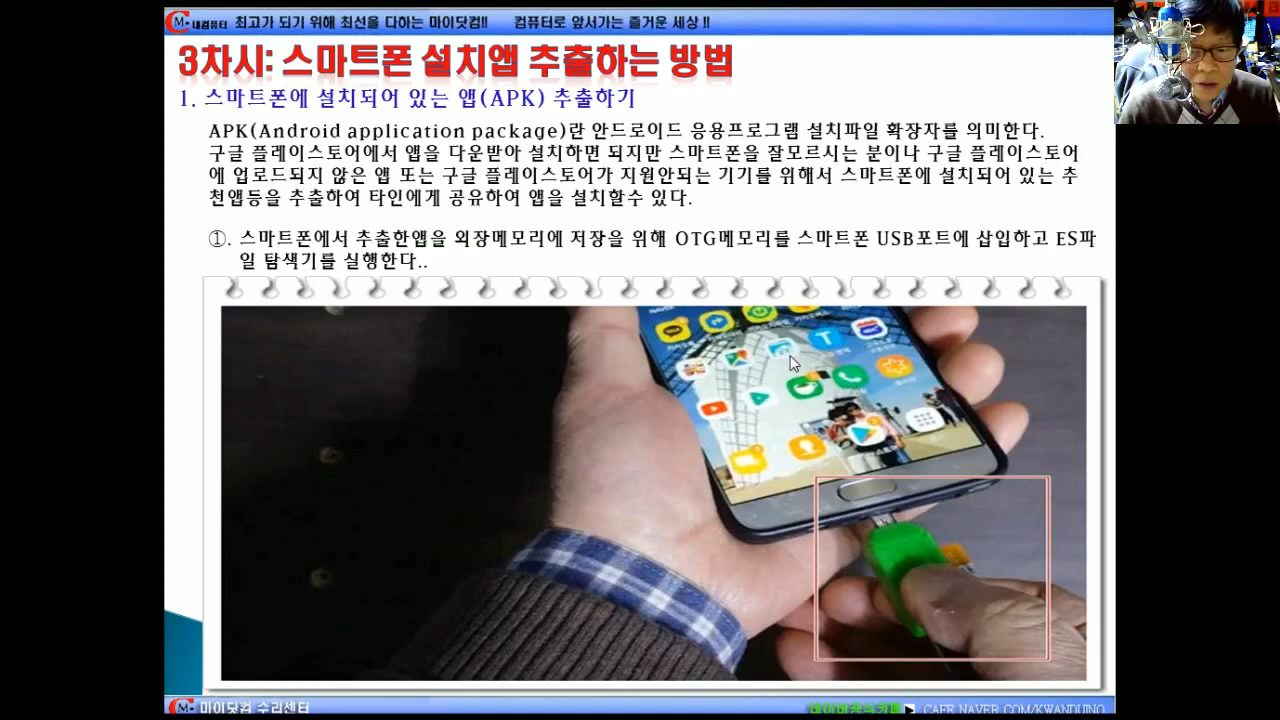 내컴퓨터 최고가 되기 위해 최선을 다하는 마이닷컴!! 컴퓨터로 앞서가는 즐거운 세상 !!
3차시: 스마트폰 설치앱 추출하는 방법
1. 스마트폰에 설치되어 있는 앱(APK) 추출하기
APK(Android application package)란 안드로이드 응용프로그램 설치파일 확장자를 의미한다.
구글 플레이스토어에서 앱을 다운받아 설치하면 되지만 스마트폰을 잘모르시는 분이나 구글 플레이스토어
에 업로드되지 않은 앱 또는 구글 플레이스토어가 지원안되는 기기를 위해서 스마트폰에 설치되어 있는 추
천앱등을 추출하여 타인에게 공유하여 앱을 설치할수 있다.
①. 스마트폰에서 추출한앱을 외장메모리에 저장을 위해 OTG메모리를 스마트폰 USB포트에 삽입하고 ES파
일 탐색기를 실행한다..
마이닷컴 수리센터
네이버공식카페 ▶ CAFE.NAVER.COM/KWANDUNO